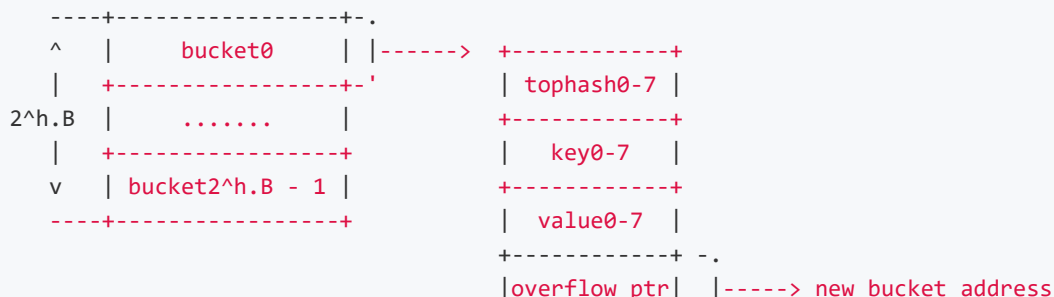 ----+-----------------+-.
  ^   |     bucket0     | |------>  +------------+
  |   +-----------------+-'         | tophash0-7 |
2^h.B |     .......     |           +------------+
  |   +-----------------+           |   key0-7   |
  v   | bucket2^h.B - 1 |           +------------+
  ----+-----------------+           |  value0-7  |
                                    +------------+ -.
                                    |overflow ptr|  |-----> new bucket address